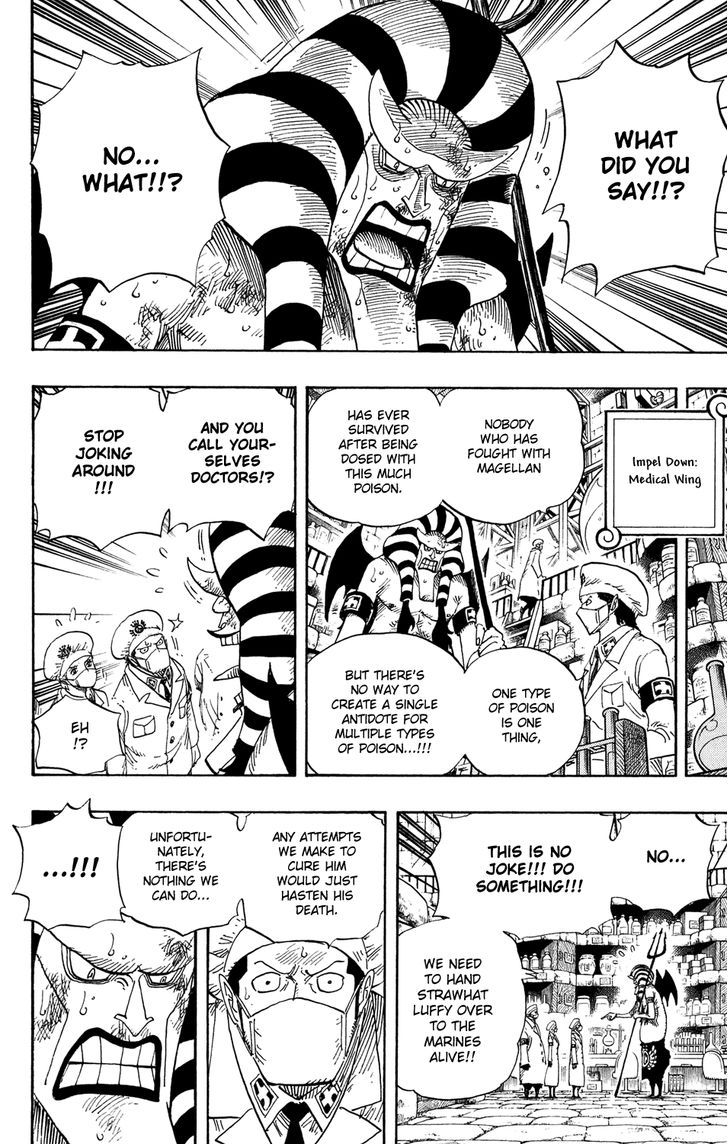 WHAT
DID YOU
SAY!!?
NO...
WHAT!!?
Impel Down:
Medical Wing
NOBODY
WHO HAS
FOUGHT WITH
MAGELLAN
HAS EVER
SURVIVED
AFTER BEING
DOSED WITH
THIS MUCH
POISON.
ONE TYPE
OF POISON
IS ONE
THING,
BUT THERE'S
NO WAY TO
CREATE A SINGLE
ANTIDOTE FOR
MULTIPLE TYPES
OF POISON...!!!
AND YOU
CALL YOUR-
SELVES
DOCTORS!?
STOP
JOKING
AROUND
!!!
EH
!?
NO...
THIS IS NO
JOKE!!! DO
SOMETHING!!!
WE NEED
TO HAND
STRAWHAT
LUFFY OVER
TO THE
MARINES
ALIVE!!
ANY ATTEMPTS
WE MAKE TO
CURE HIM
WOULD JUST
HASTEN HIS
DEATH.
UNFORTU-
NATELY,
THERE'S
NOTHING WE
CAN DO...
...!!!